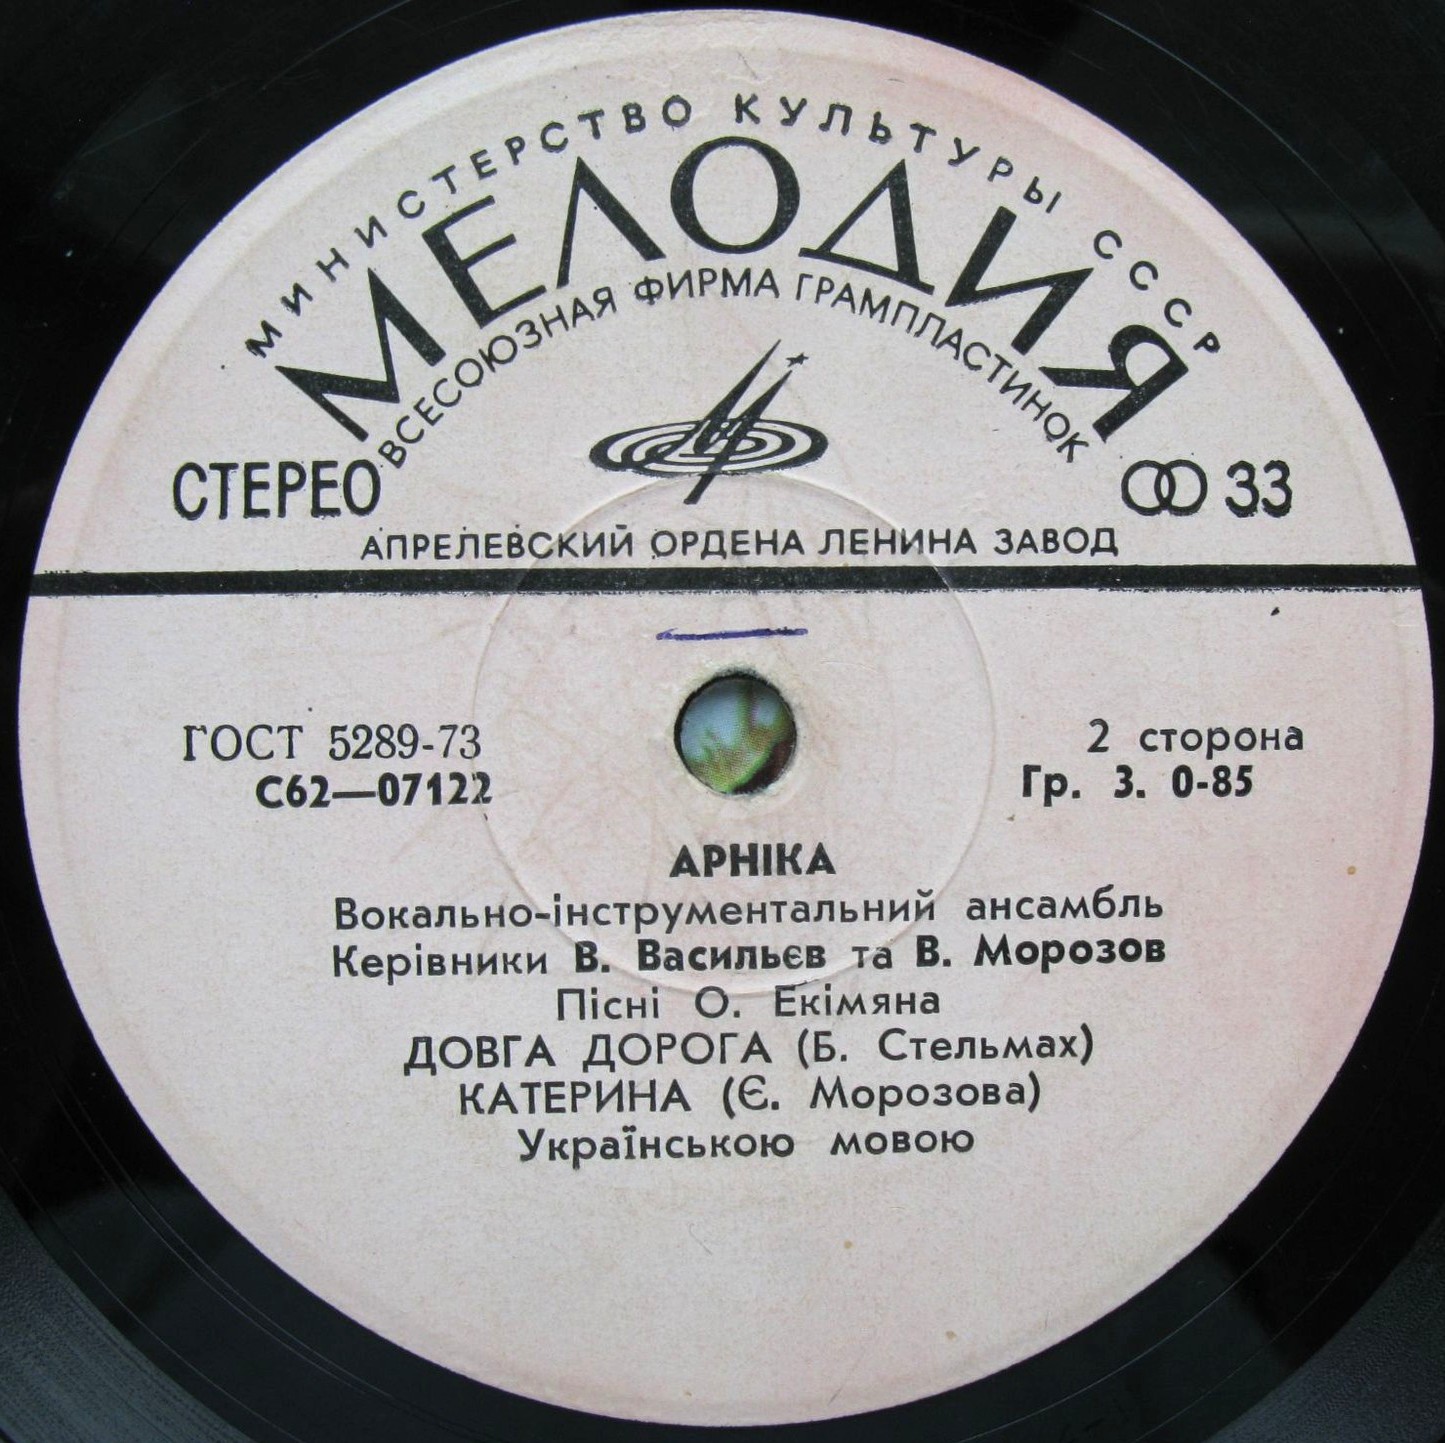 МИНИСТЕРСТВО КУЛЬТУРЫ СССР
МЕЛОДИЯ
ВСЕСОЮЗНАЯ ФИРМА ГРАМПЛАСТИНОК
СТЕРЕО 33
АПРЕЛЕВСКИЙ ОРДЕНА ЛЕНИНА ЗАВОД
ГОСТ 5289-73 2 сторона
С62—07122 Гр. 3. 0-85
АРНІКА
Вокально-інструментальний ансамбль
Керівники В. Васильєв та В. Морозов
Пісні О. Екімяна
ДОВГА ДОРОГА (Б. Стельмах)
КАТЕРИНА (Є. Морозова)
Українською мовою